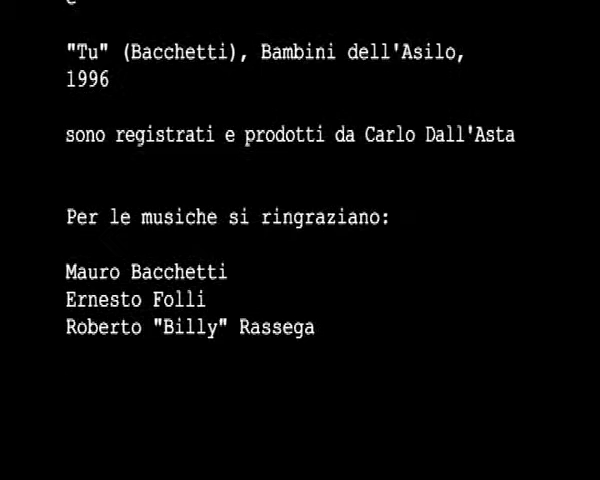 e
"Tu" (Bacchetti), Bambini dell'Asilo,
1996
sono registrati e prodotti da Carlo Dall'Asta
Per le musiche si ringraziano:
Mauro Bacchetti
Ernesto Folli
Roberto "Billy" Rassega